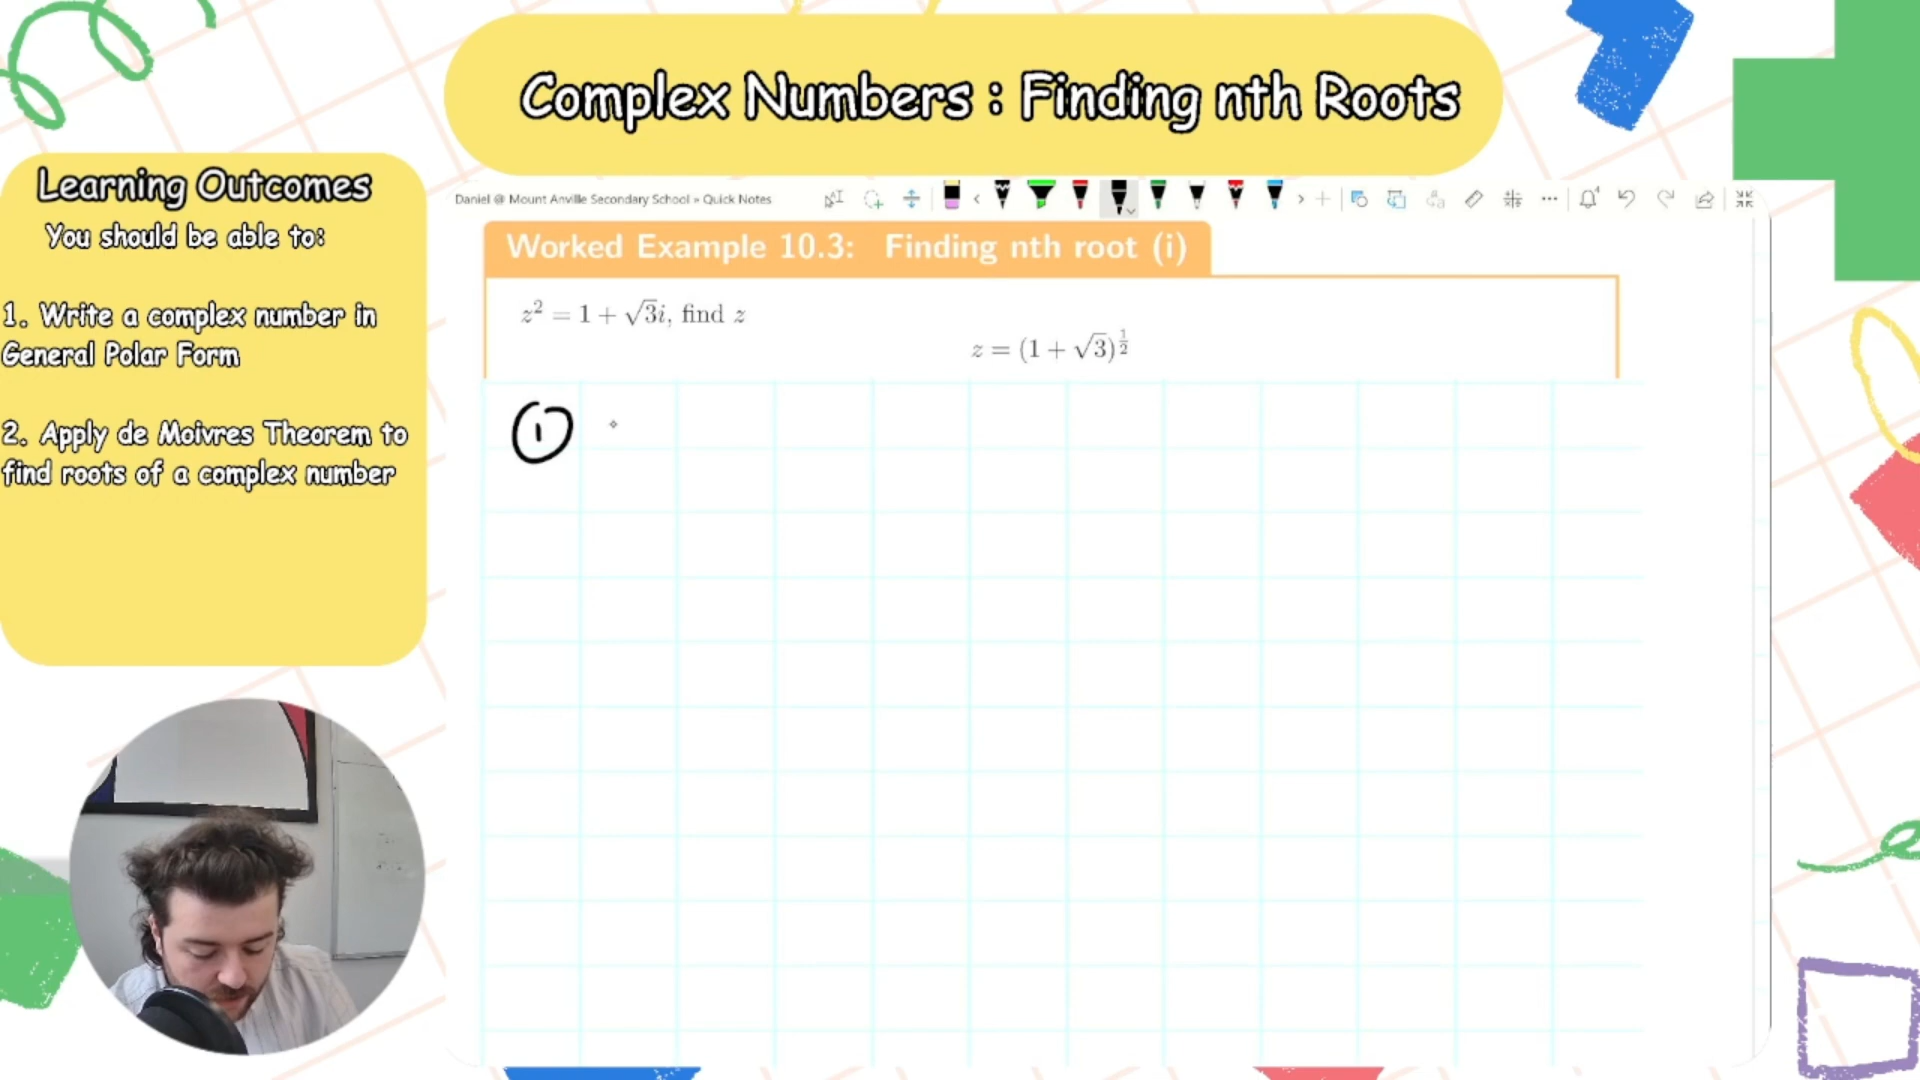 Complex Numbers : Finding nth Roots
Learning Outcomes
You should be able to:
1. Write a complex number in
General Polar Form
2. Apply de Moivres Theorem to
find roots of a complex number
Daniel @ Mount Anville Secondary School » Quick Notes
Worked Example 10.3: Finding nth root (i)
z² = 1 + √3i, find z
z = (1 + √3)^{1/2}
①